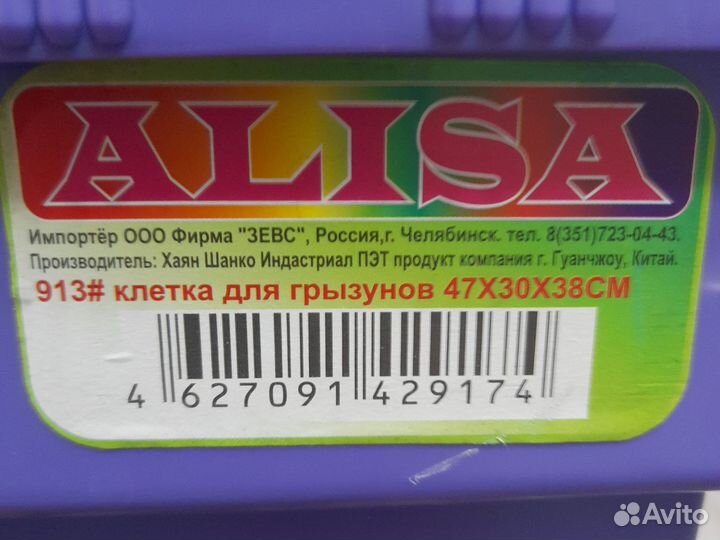 ALISA
Импортёр ООО Фирма "ЗЕВС", Россия,г. Челябинск. тел. 8(351)723-04-43.
Производитель: Хаян Шанко Индастриал ПЭТ продукт компания г. Гуанчжоу, Китай.
913# клетка для грызунов 47X30X38СМ
4 627091 429174
Avito